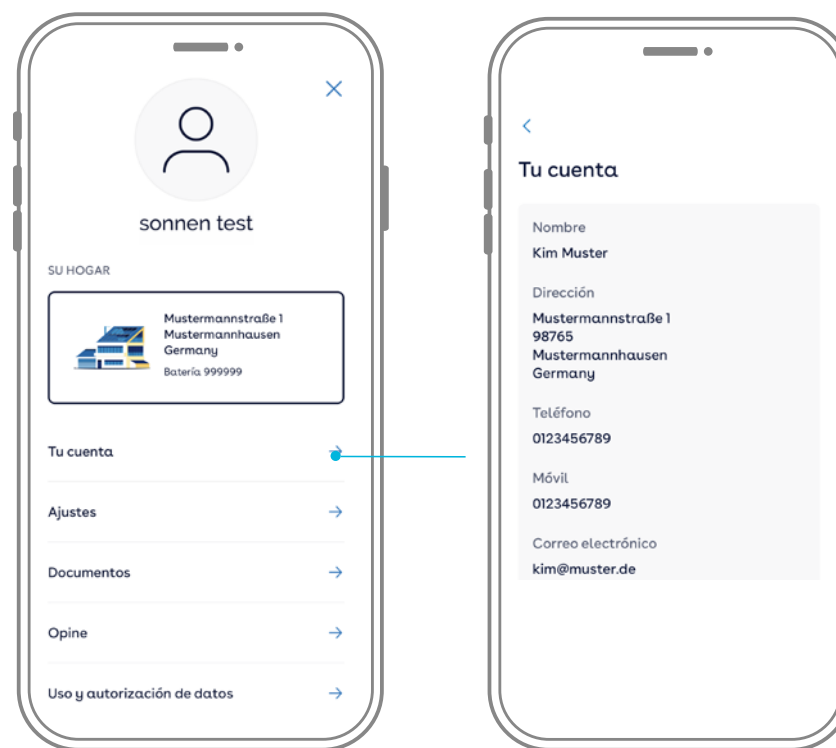 sonnen test
SU HOGAR
Mustermannstraße 1
Mustermannhausen
Germany
Batería 999999
Tu cuenta
Ajustes
Documentos
Opine
Uso y autorización de datos
Tu cuenta
Nombre
Kim Muster
Dirección
Mustermannstraße 1
98765
Mustermannhausen
Germany
Teléfono
0123456789
Móvil
0123456789
Correo electrónico
kim@muster.de